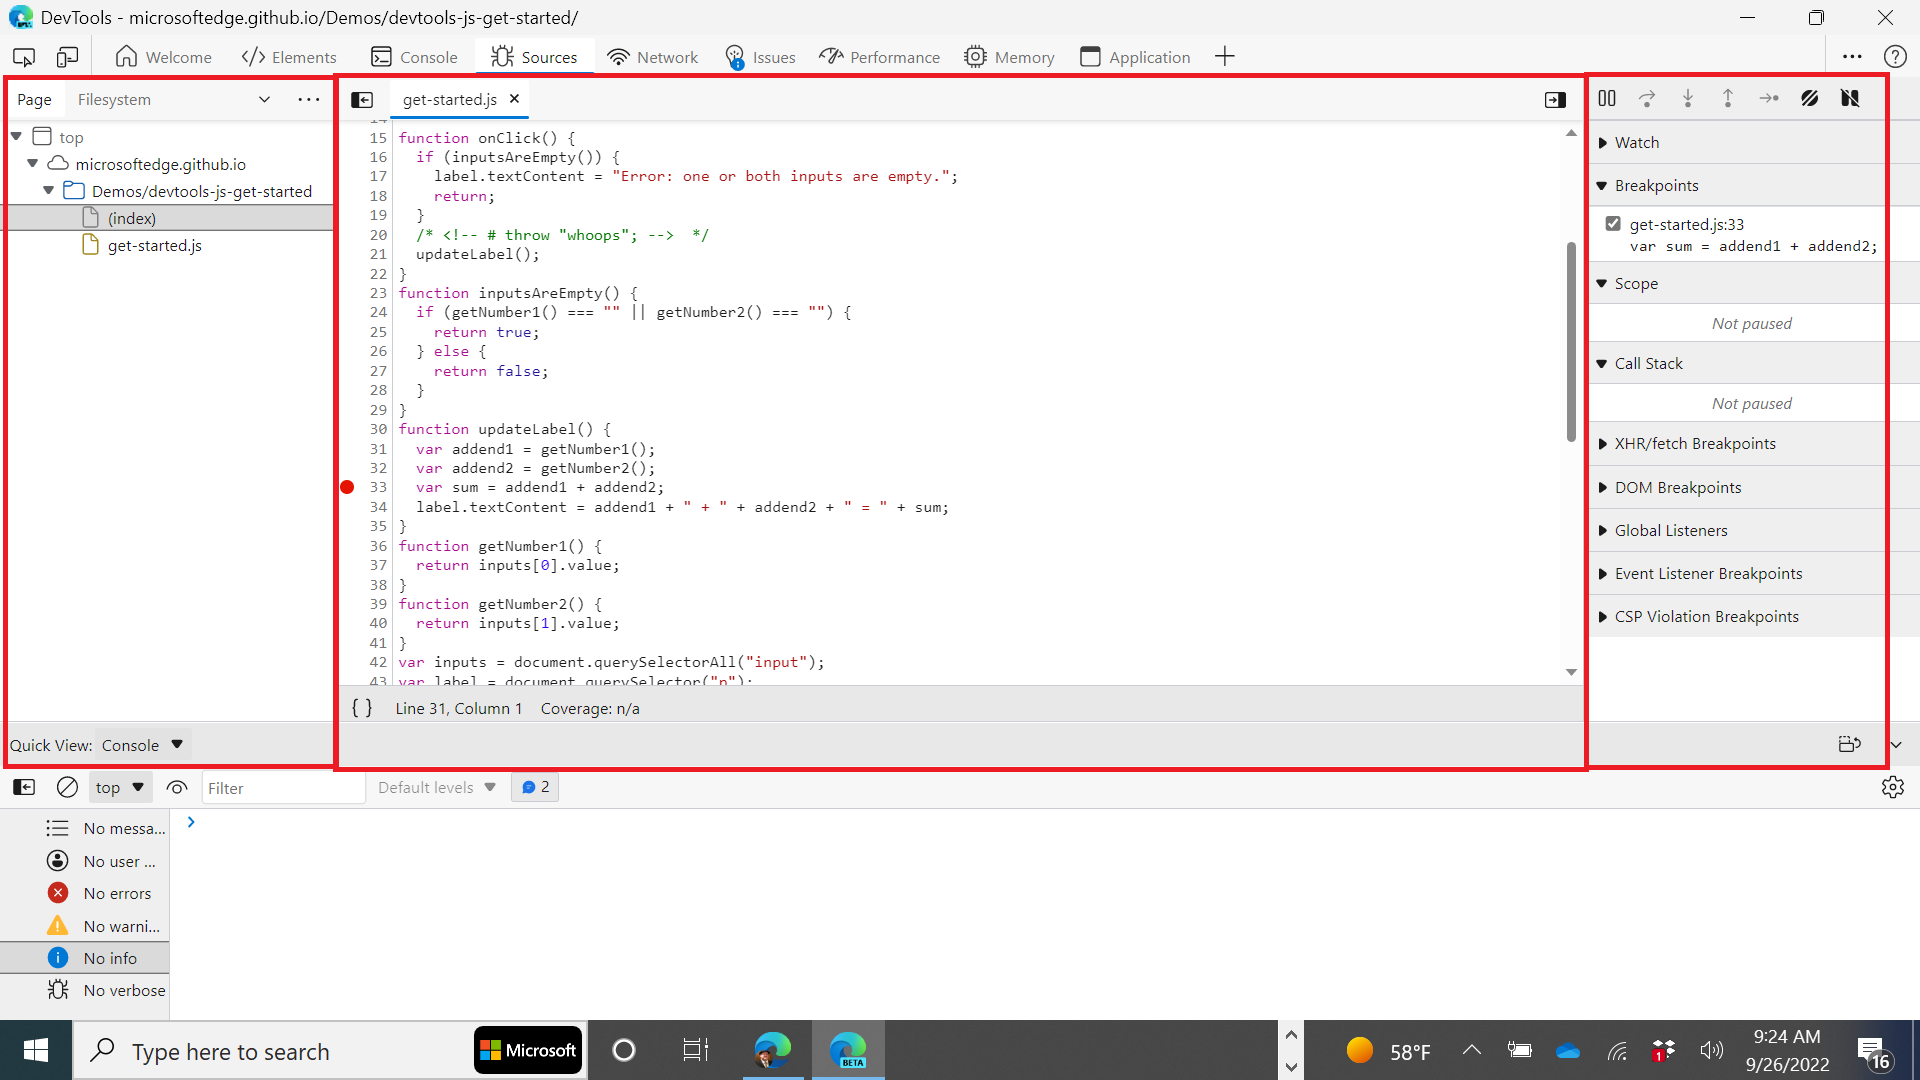 DevTools - microsoftedge.github.io/Demos/devtools-js-get-started/
Welcome
Elements
Console
Sources
Network
Issues
Performance
Memory
Application
Page
Filesystem
top
microsoftedge.github.io
Demos/devtools-js-get-started
(index)
get-started.js
Quick View: Console
get-started.js
15 function onClick() {
16   if (inputsAreEmpty()) {
17     label.textContent = "Error: one or both inputs are empty.";
18     return;
19   }
20   /* <!-- # throw "whoops"; -->  */
21   updateLabel();
22 }
23 function inputsAreEmpty() {
24   if (getNumber1() === "" || getNumber2() === "") {
25     return true;
26   } else {
27     return false;
28   }
29 }
30 function updateLabel() {
31   var addend1 = getNumber1();
32   var addend2 = getNumber2();
33   var sum = addend1 + addend2;
34   label.textContent = addend1 + " + " + addend2 + " = " + sum;
35 }
36 function getNumber1() {
37   return inputs[0].value;
38 }
39 function getNumber2() {
40   return inputs[1].value;
41 }
42 var inputs = document.querySelectorAll("input");
43 var label = document.querySelector("p");
{ } Line 31, Column 1 Coverage: n/a
Watch
Breakpoints
get-started.js:33
var sum = addend1 + addend2;
Scope
Not paused
Call Stack
Not paused
XHR/fetch Breakpoints
DOM Breakpoints
Global Listeners
Event Listener Breakpoints
CSP Violation Breakpoints
top
Filter
Default levels
2
No messa...
No user ...
No errors
No warni...
No info
No verbose
Type here to search
Microsoft
BETA
58°F
1
9:24 AM
9/26/2022
16